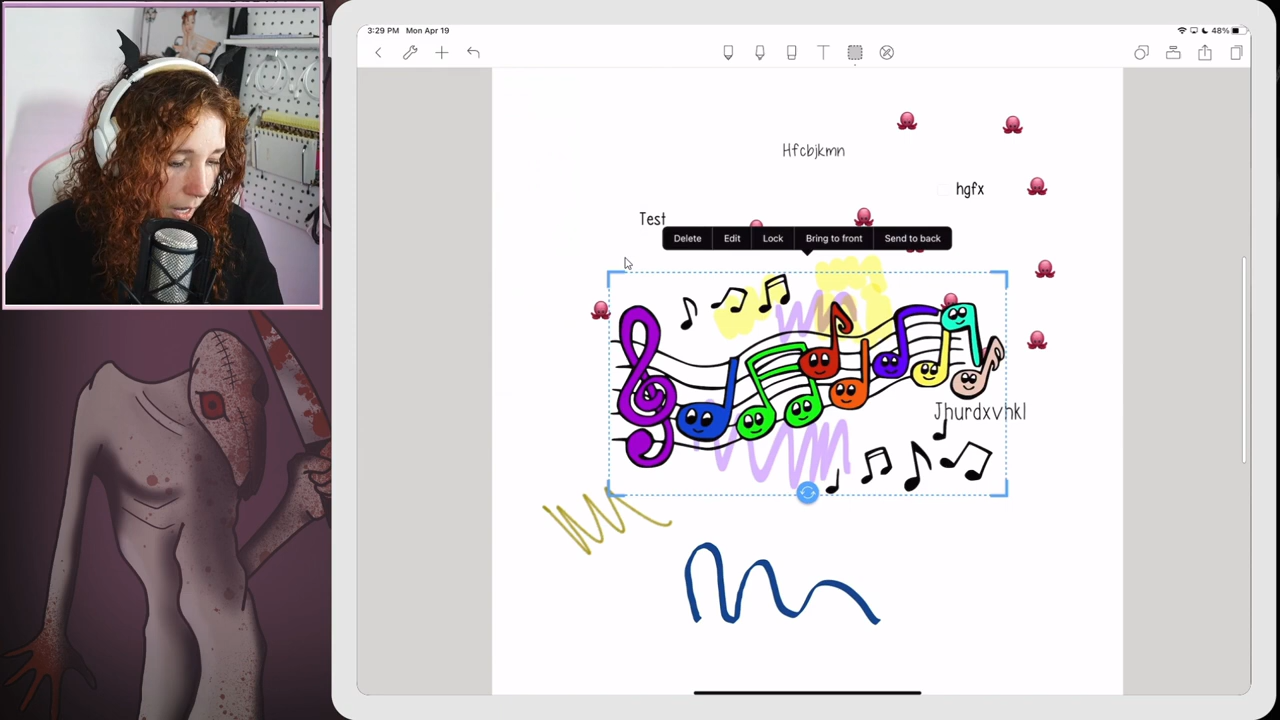 3:29 PM Mon Apr 19
48%
T
Hfcbjkmn
hgfx
Test
Delete Edit Lock Bring to front Send to back
Jhurdxvhkl